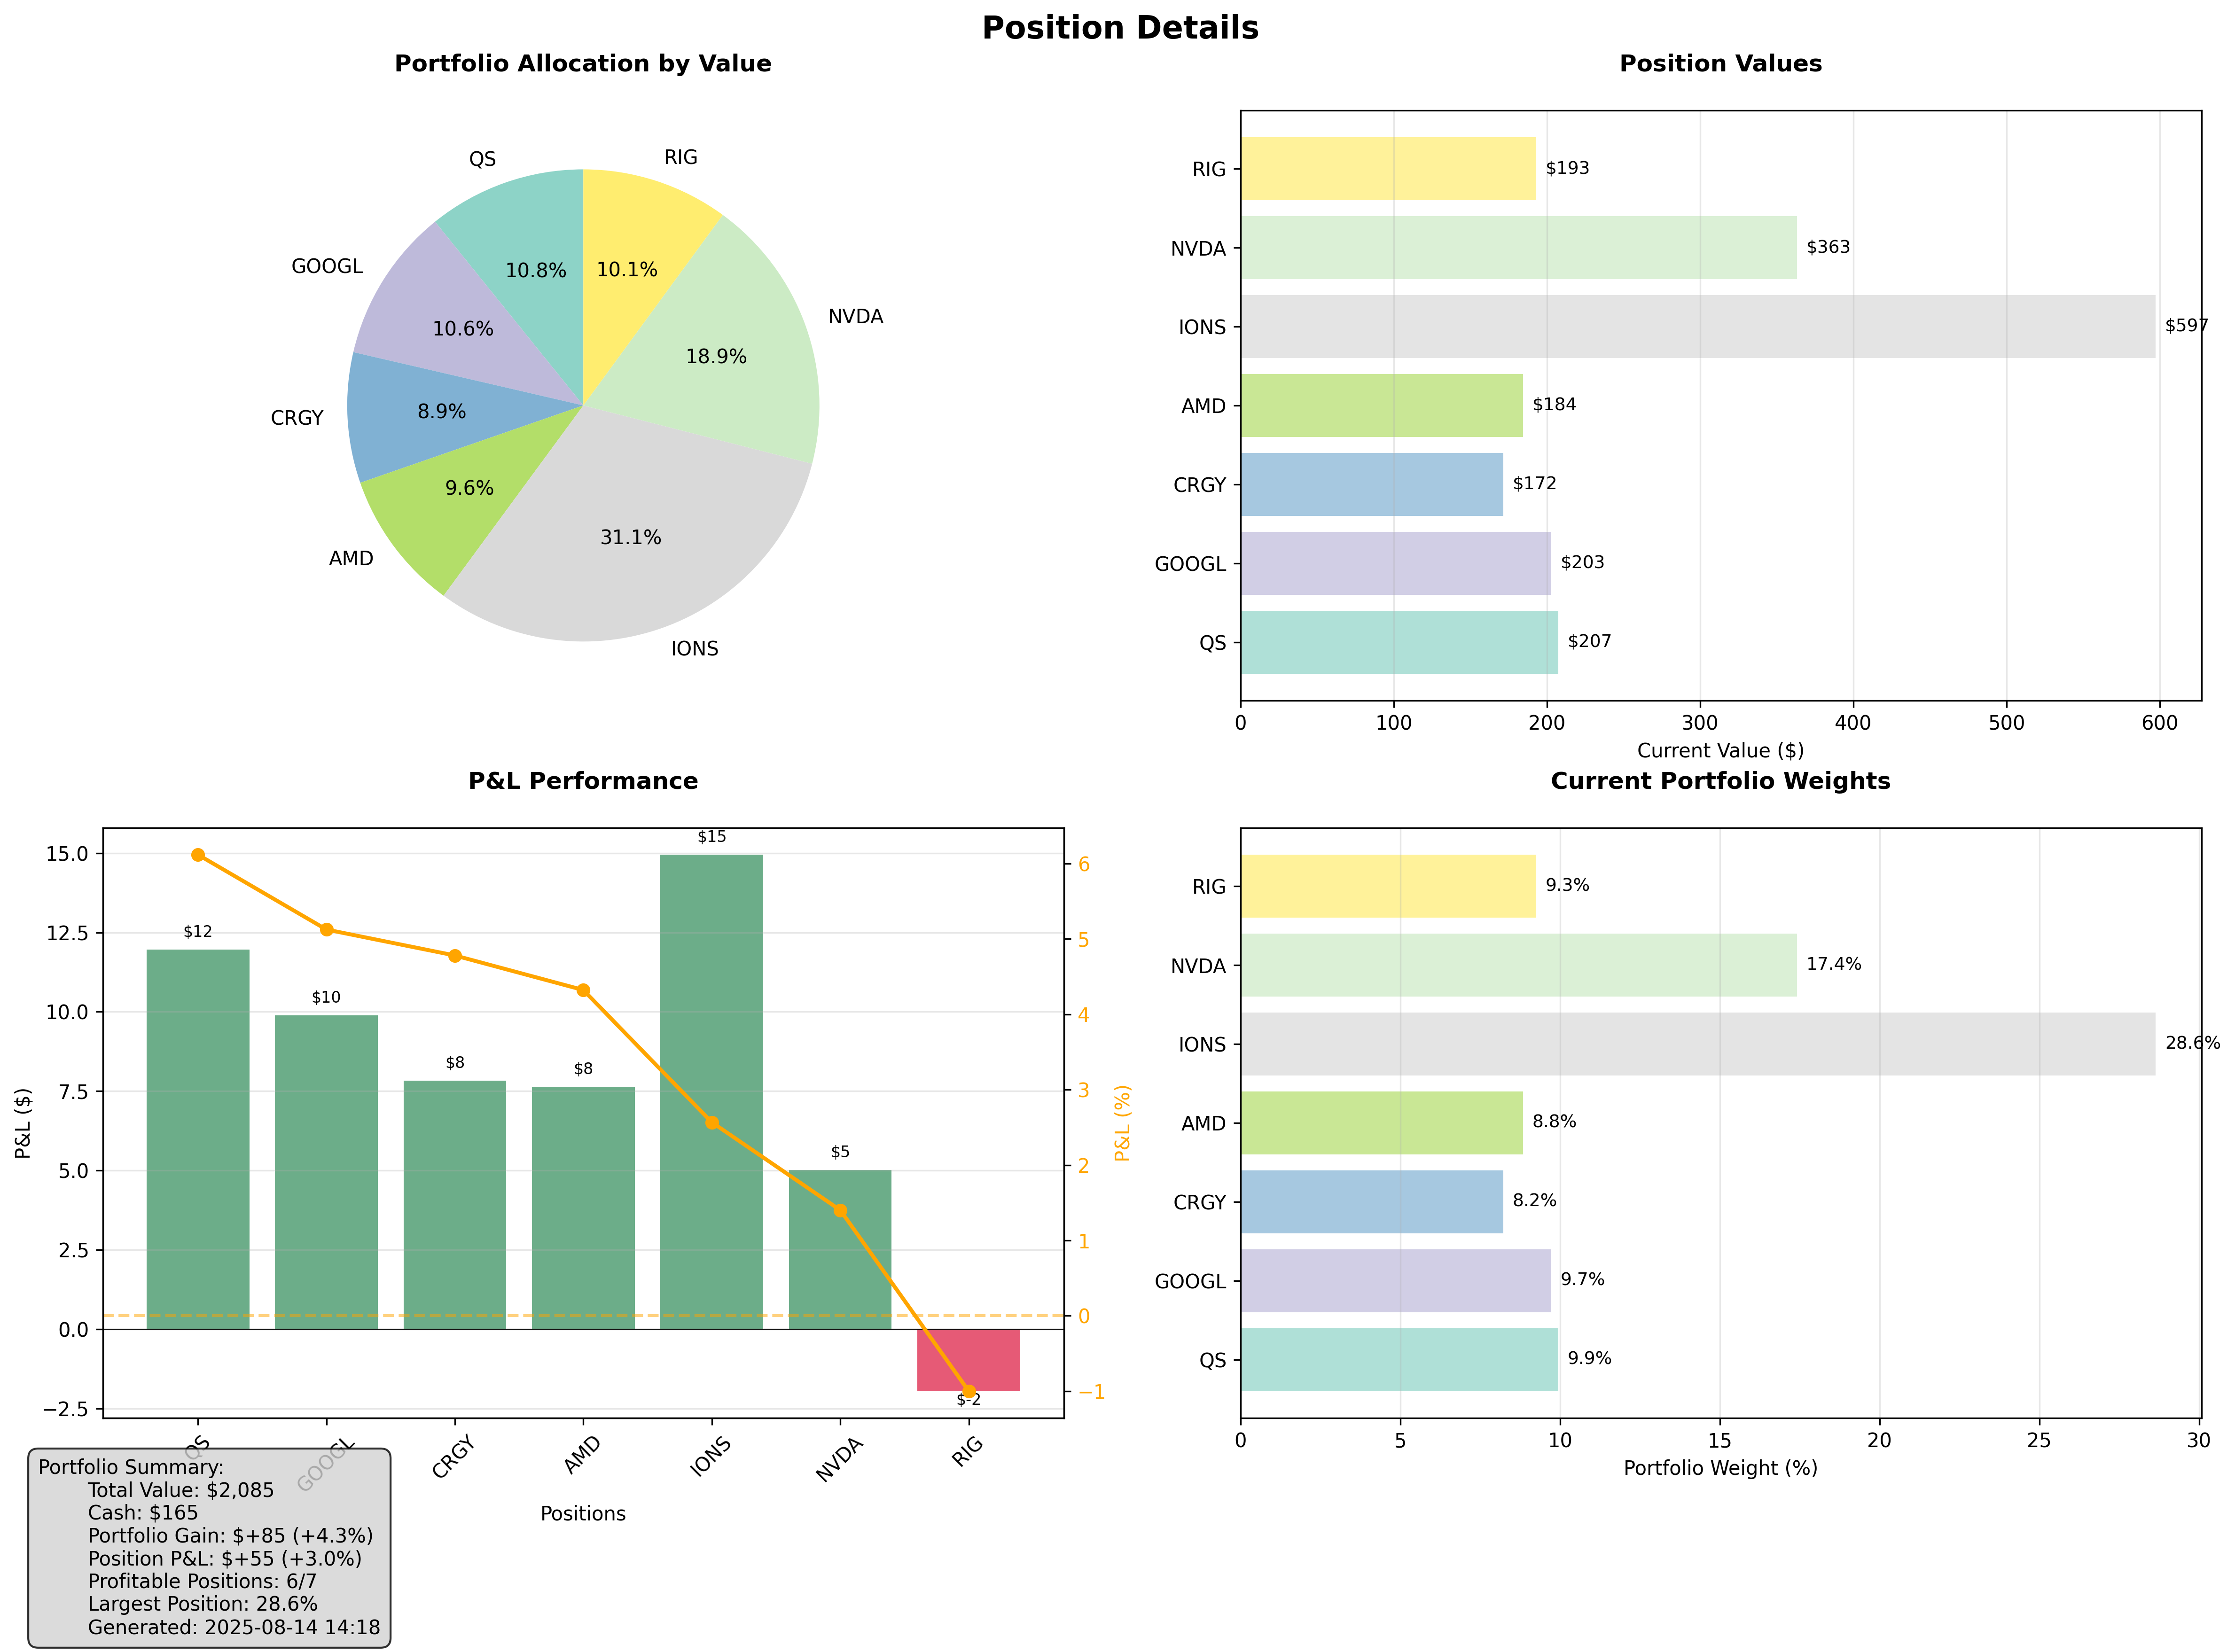 Position Details
Portfolio Allocation by Value
QS
RIG
GOOGL
NVDA
CRGY
AMD
IONS
10.8%
10.1%
10.6%
18.9%
8.9%
9.6%
31.1%
Position Values
RIG
$193
NVDA
$363
IONS
$597
AMD
$184
CRGY
$172
GOOGL
$203
QS
$207
0 100 200 300 400 500 600
Current Value ($)
P&L Performance
15.0
12.5
10.0
7.5
5.0
2.5
0.0
−2.5
P&L ($)
$12
$10
$8
$8
$15
$5
$-2
6
5
4
3
2
1
0
−1
P&L (%)
QS GOOGL CRGY AMD IONS NVDA RIG
Positions
Current Portfolio Weights
RIG
9.3%
NVDA
17.4%
IONS
28.6%
AMD
8.8%
CRGY
8.2%
GOOGL
9.7%
QS
9.9%
0 5 10 15 20 25 30
Portfolio Weight (%)
Portfolio Summary:
Total Value: $2,085
Cash: $165
Portfolio Gain: $+85 (+4.3%)
Position P&L: $+55 (+3.0%)
Profitable Positions: 6/7
Largest Position: 28.6%
Generated: 2025-08-14 14:18